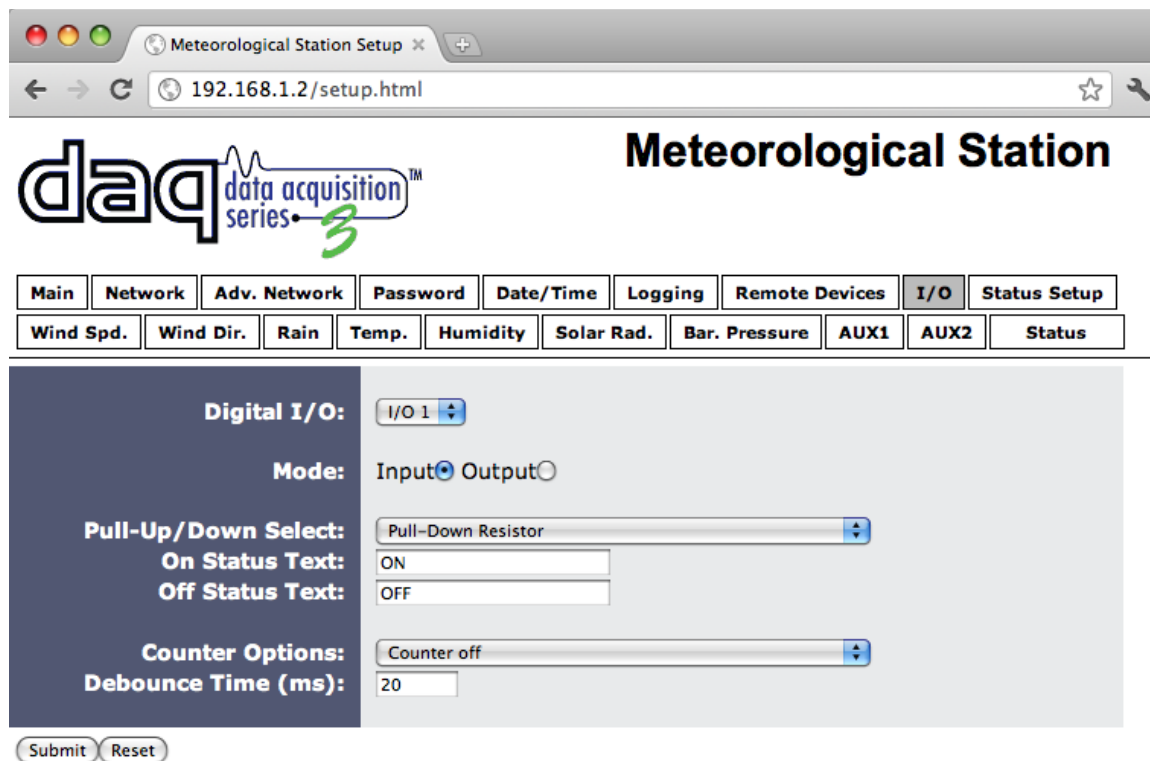 Meteorological Station Setup
192.168.1.2/setup.html
daq data acquisition series 3 ™
Meteorological Station
Main Network Adv. Network Password Date/Time Logging Remote Devices I/O Status Setup
Wind Spd. Wind Dir. Rain Temp. Humidity Solar Rad. Bar. Pressure AUX1 AUX2 Status
Digital I/O: I/O 1
Mode: Input Output
Pull-Up/Down Select: Pull-Down Resistor
On Status Text: ON
Off Status Text: OFF
Counter Options: Counter off
Debounce Time (ms): 20
Submit Reset